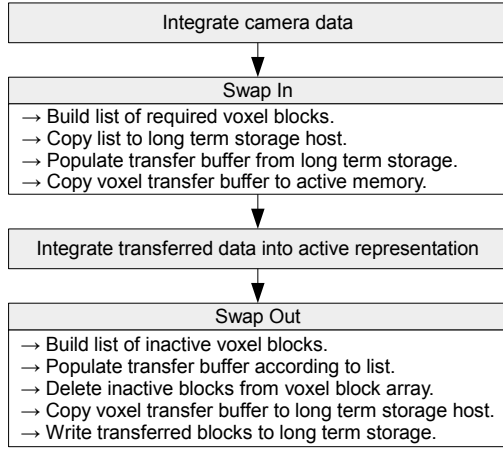 Integrate camera data
Swap In
→ Build list of required voxel blocks.
→ Copy list to long term storage host.
→ Populate transfer buffer from long term storage.
→ Copy voxel transfer buffer to active memory.
Integrate transferred data into active representation
Swap Out
→ Build list of inactive voxel blocks.
→ Populate transfer buffer according to list.
→ Delete inactive blocks from voxel block array.
→ Copy voxel transfer buffer to long term storage host.
→ Write transferred blocks to long term storage.